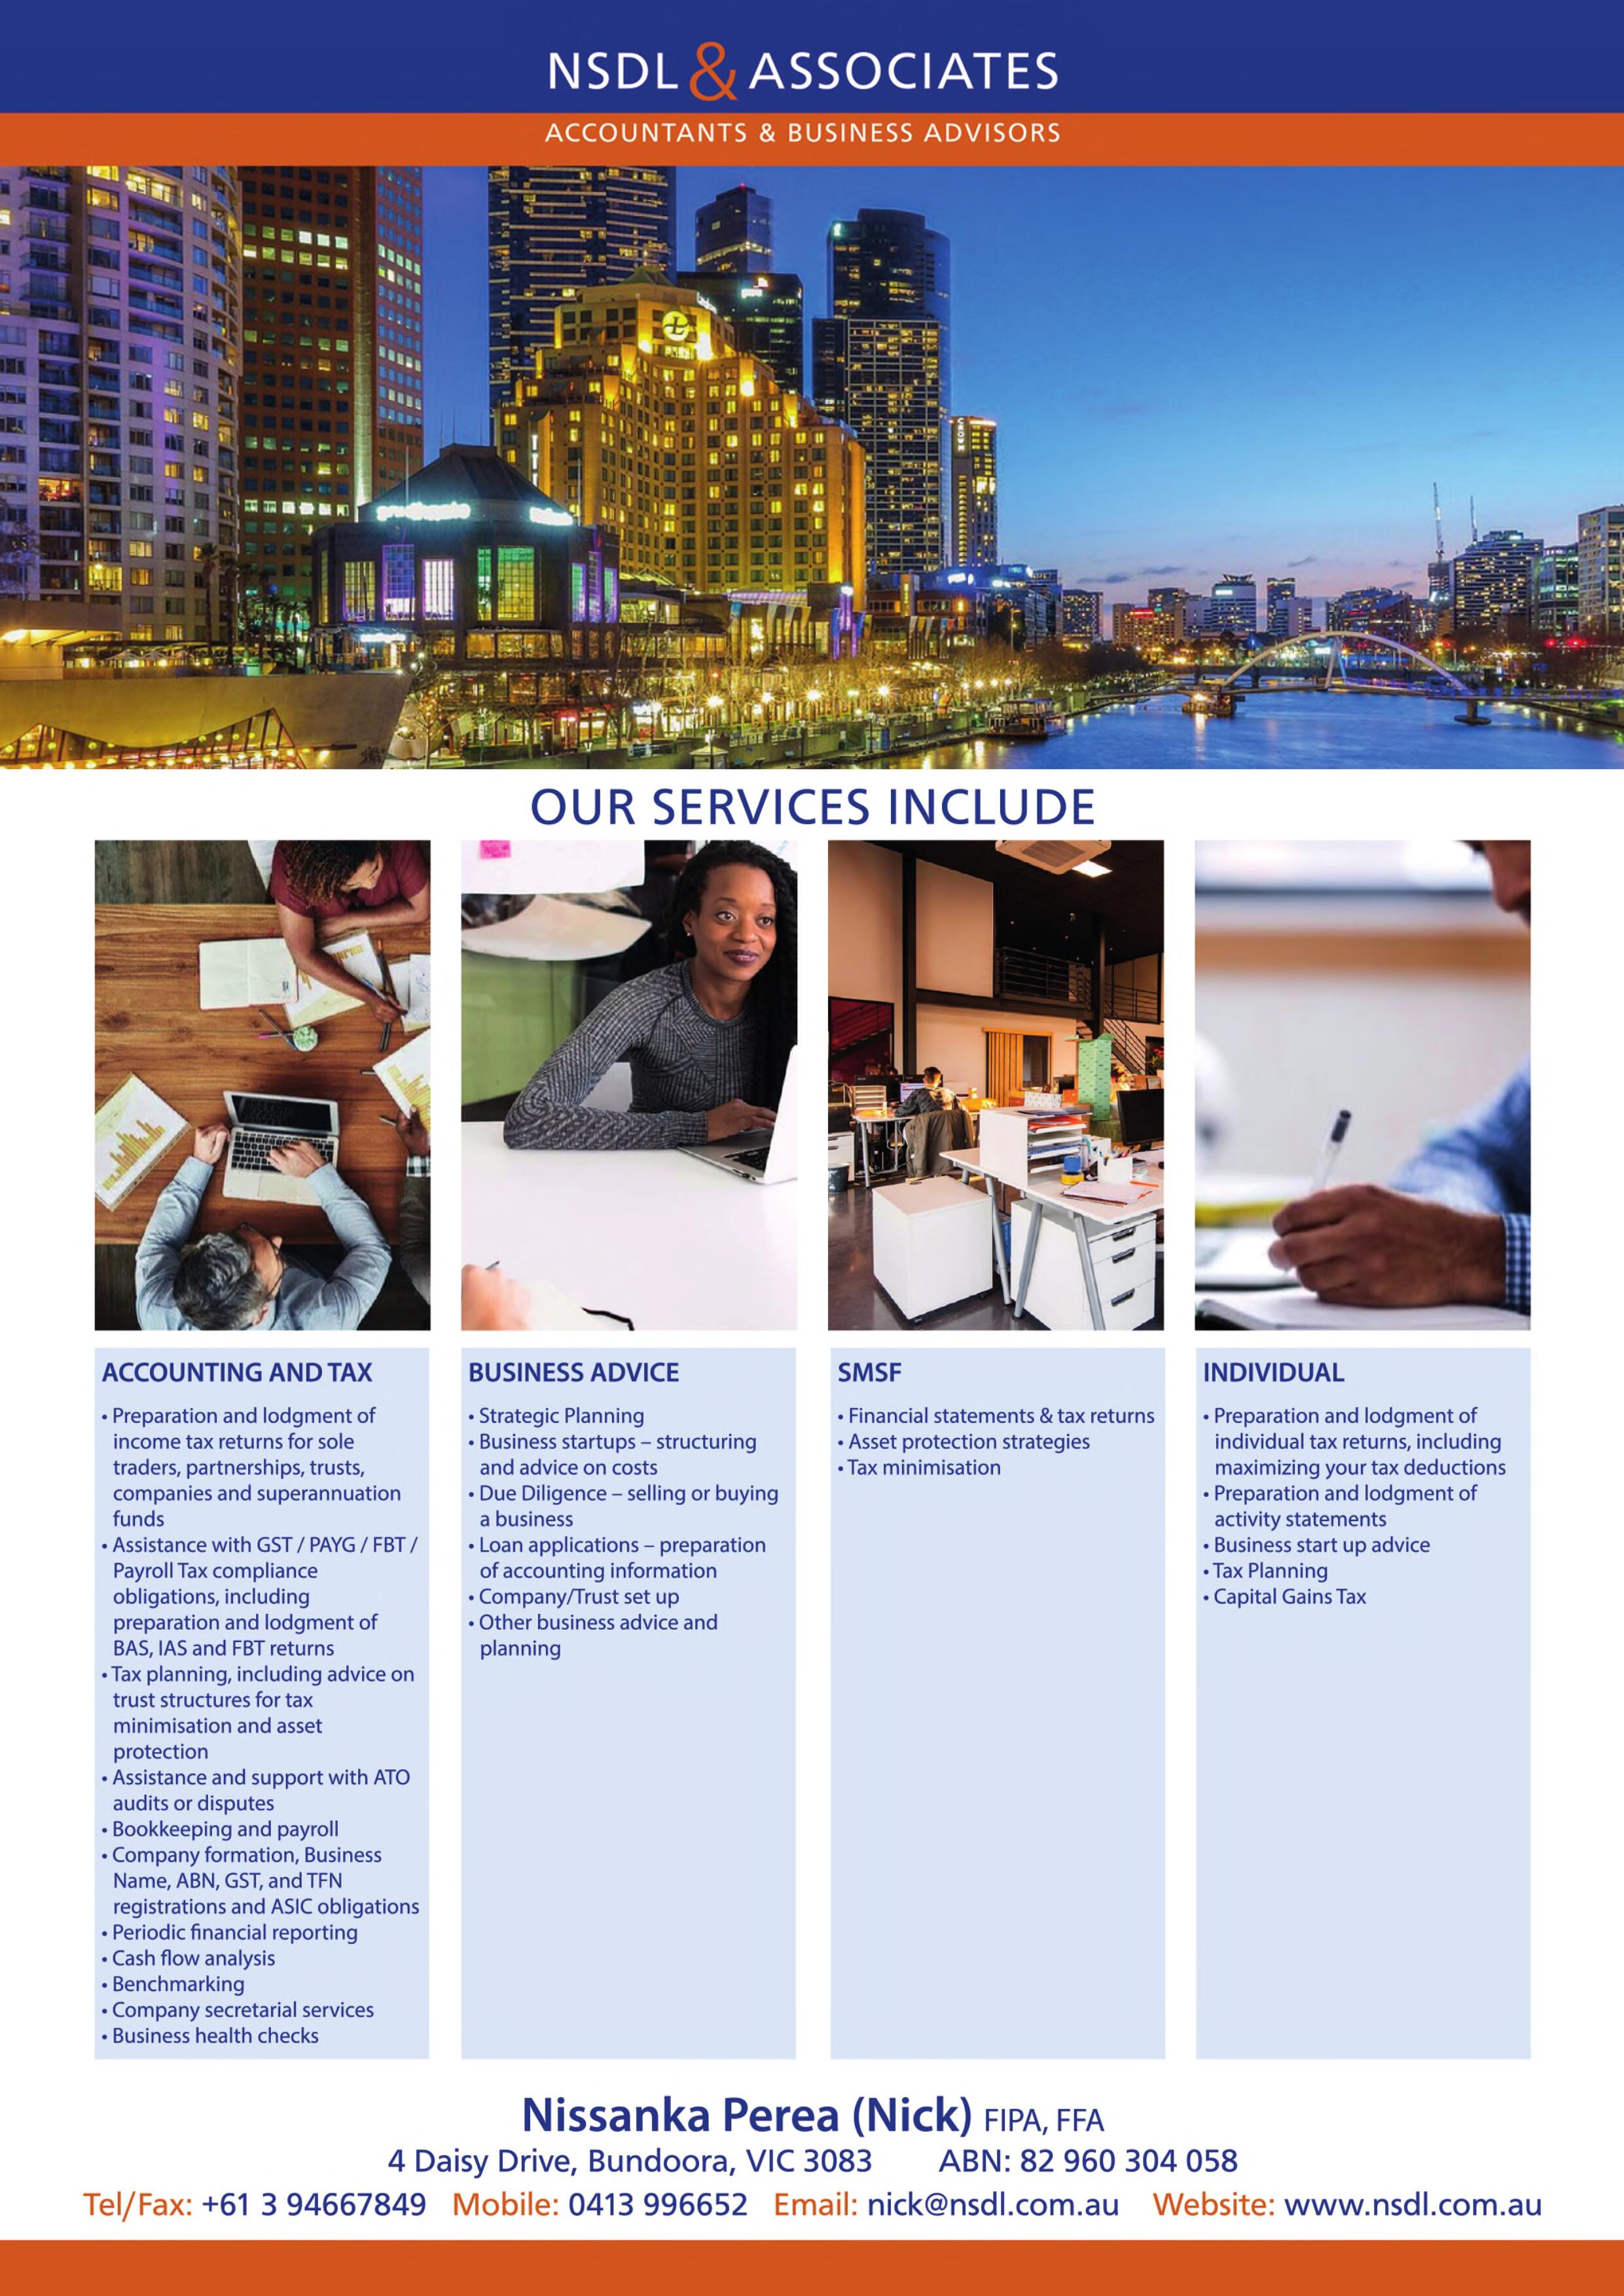 NSDL & ASSOCIATES
ACCOUNTANTS & BUSINESS ADVISORS
OUR SERVICES INCLUDE
ACCOUNTING AND TAX
• Preparation and lodgment of
income tax returns for sole
traders, partnerships, trusts,
companies and superannuation
funds
• Assistance with GST / PAYG / FBT /
Payroll Tax compliance
obligations, including
preparation and lodgment of
BAS, IAS and FBT returns
• Tax planning, including advice on
trust structures for tax
minimisation and asset
protection
• Assistance and support with ATO
audits or disputes
• Bookkeeping and payroll
• Company formation, Business
Name, ABN, GST, and TFN
registrations and ASIC obligations
• Periodic financial reporting
• Cash flow analysis
• Benchmarking
• Company secretarial services
• Business health checks
BUSINESS ADVICE
• Strategic Planning
• Business startups – structuring
and advice on costs
• Due Diligence – selling or buying
a business
• Loan applications – preparation
of accounting information
• Company/Trust set up
• Other business advice and
planning
SMSF
• Financial statements & tax returns
• Asset protection strategies
• Tax minimisation
INDIVIDUAL
• Preparation and lodgment of
individual tax returns, including
maximizing your tax deductions
• Preparation and lodgment of
activity statements
• Business start up advice
• Tax Planning
• Capital Gains Tax
Nissanka Perea (Nick) FIPA, FFA
4 Daisy Drive, Bundoora, VIC 3083 ABN: 82 960 304 058
Tel/Fax: +61 3 94667849 Mobile: 0413 996652 Email: nick@nsdl.com.au Website: www.nsdl.com.au